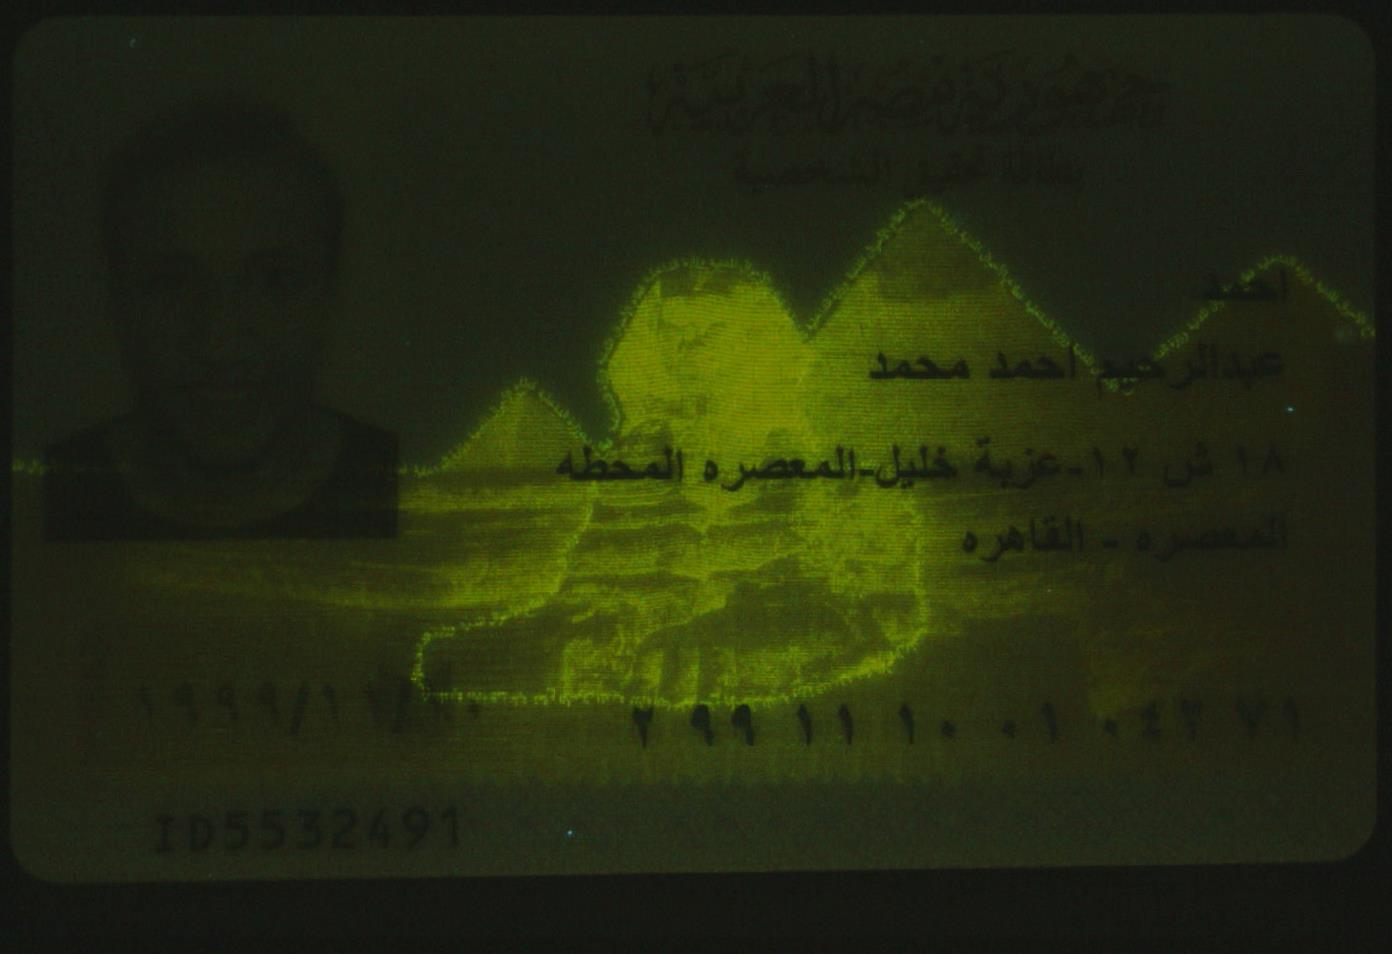 جمهورية مصر العربية
بطاقة تحقيق الشخصية
احمد
عبدالرحيم احمد محمد
١٨ ش ١٢-عزبة خليل-المعصره المحطه
المعصره - القاهره
٢ ٩٩ ١١ ١٠ ٠١ ٠٤٢ ٧١
١٩٩٩/١١/١٠
ID5532491